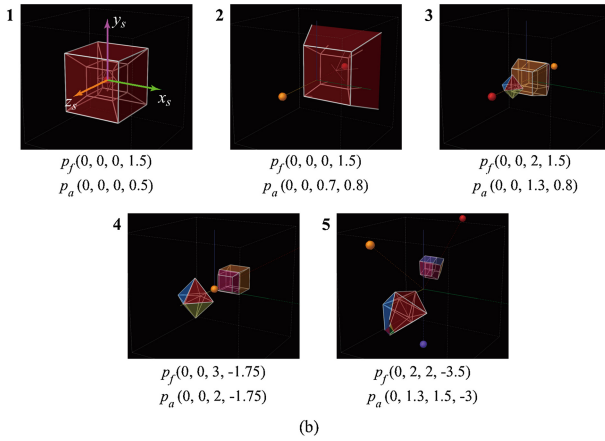 1
y_s
x_s
z_s
p_f(0, 0, 0, 1.5)
p_a(0, 0, 0, 0.5)
2
p_f(0, 0, 0, 1.5)
p_a(0, 0, 0.7, 0.8)
3
p_f(0, 0, 2, 1.5)
p_a(0, 0, 1.3, 0.8)
4
p_f(0, 0, 3, -1.75)
p_a(0, 0, 2, -1.75)
5
p_f(0, 2, 2, -3.5)
p_a(0, 1.3, 1.5, -3)
(b)